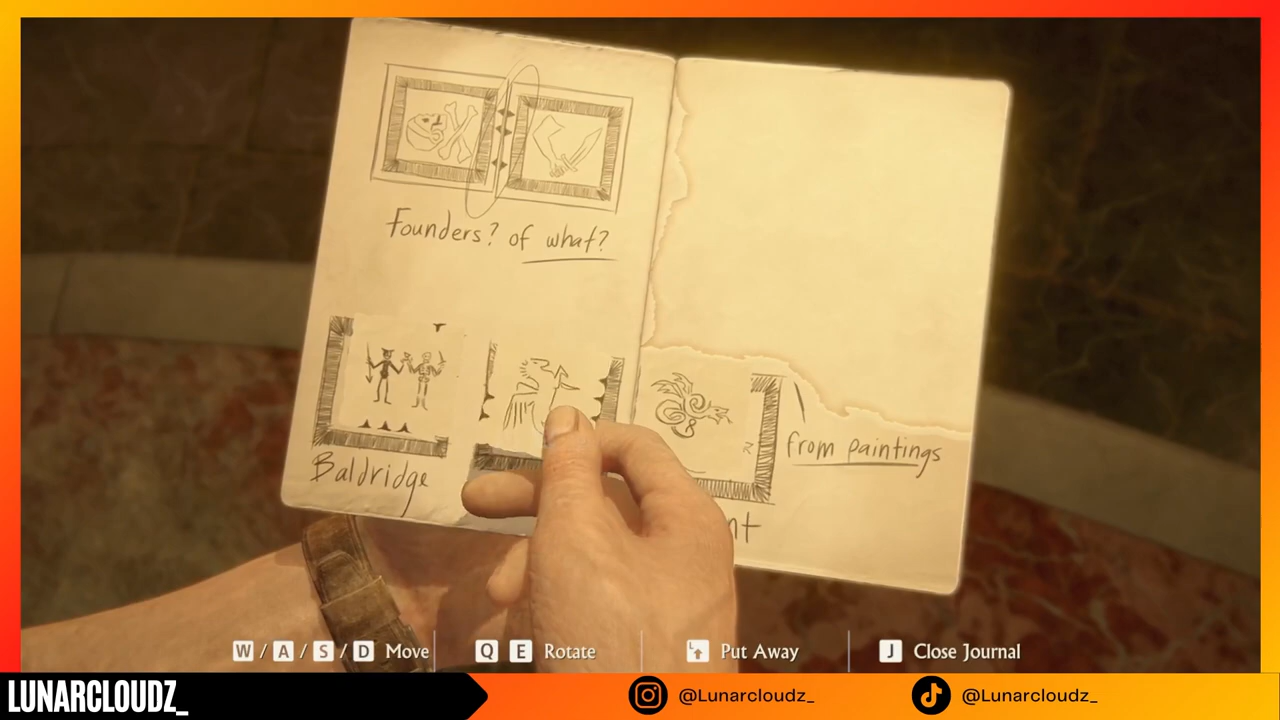 Founders? of what?
Baldridge
from paintings
nt
W / A / S / D Move
Q E Rotate
Put Away
J Close Journal
LUNARCLOUDZ_
@Lunarcloudz_
@Lunarcloudz_